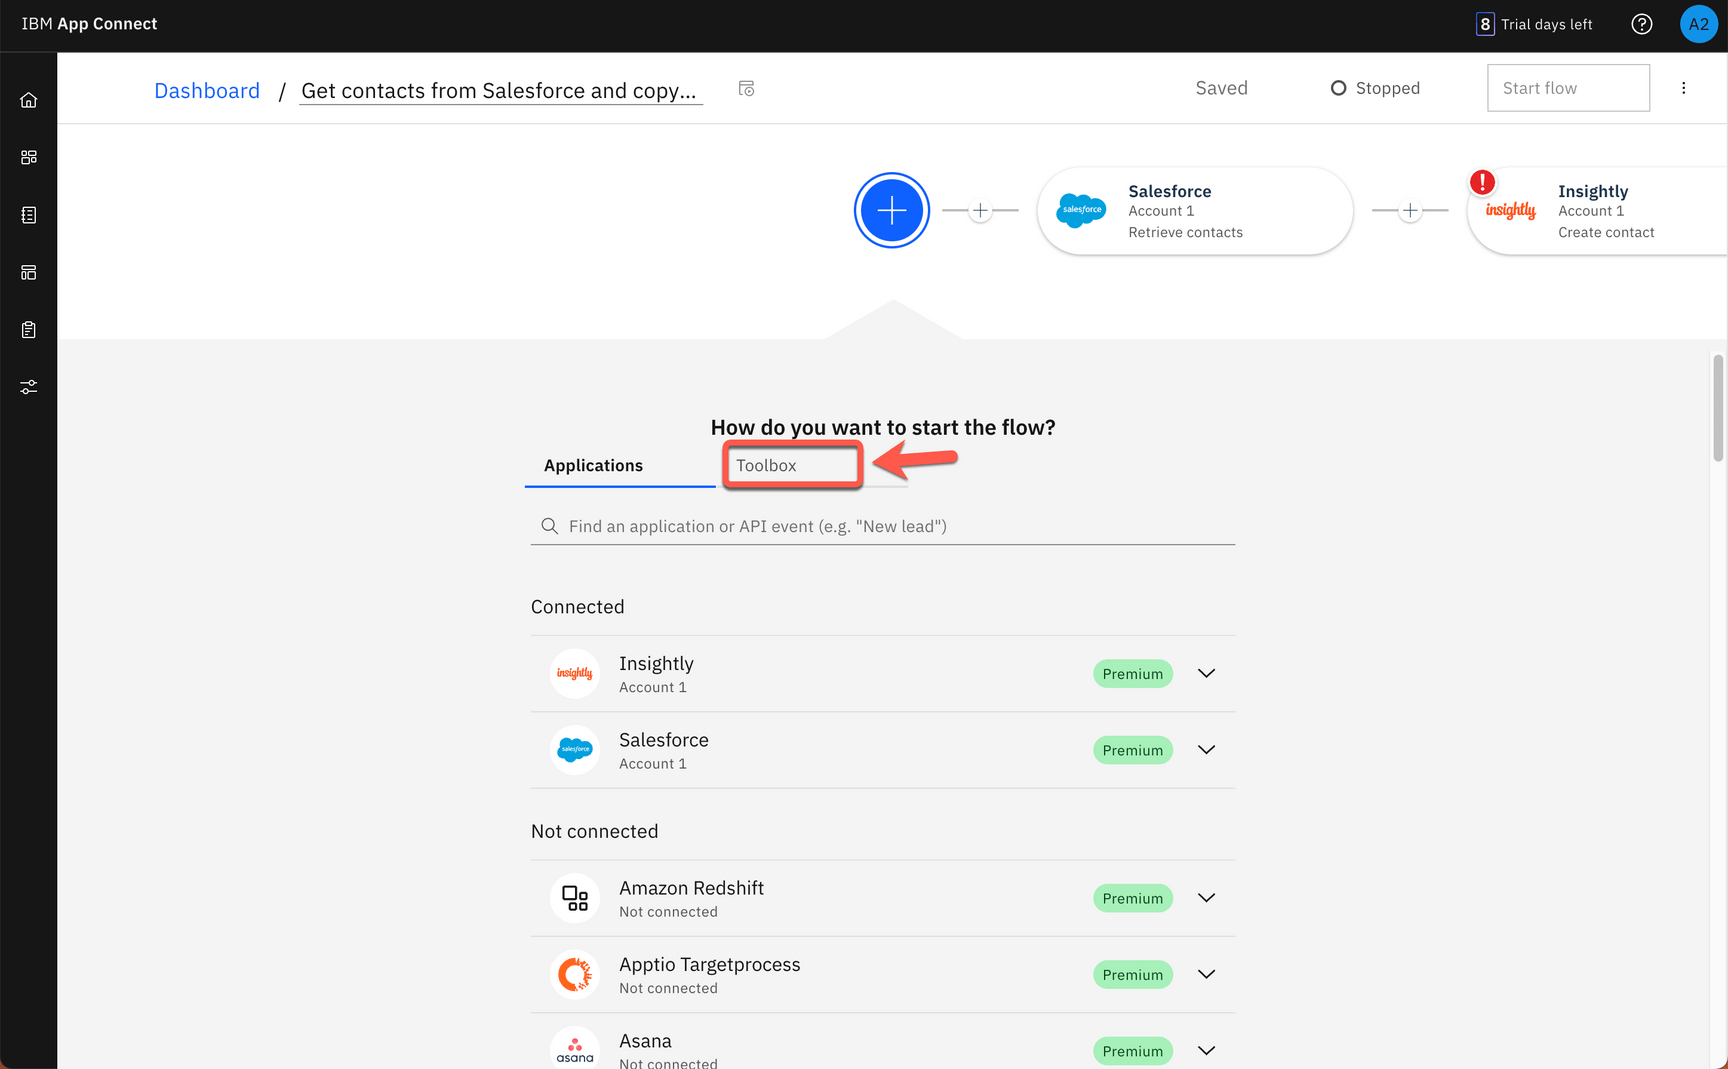 IBM App Connect
8 Trial days left
A2
Dashboard / Get contacts from Salesforce and copy...
Saved
Stopped
Start flow
salesforce
Salesforce
Account 1
Retrieve contacts
!
insightly
Insightly
Account 1
Create contact
How do you want to start the flow?
Applications
Toolbox
Find an application or API event (e.g. "New lead")
Connected
insightly
Insightly
Account 1
Premium
salesforce
Salesforce
Account 1
Premium
Not connected
Amazon Redshift
Not connected
Premium
Apptio Targetprocess
Not connected
Premium
asana
Asana
Not connected
Premium